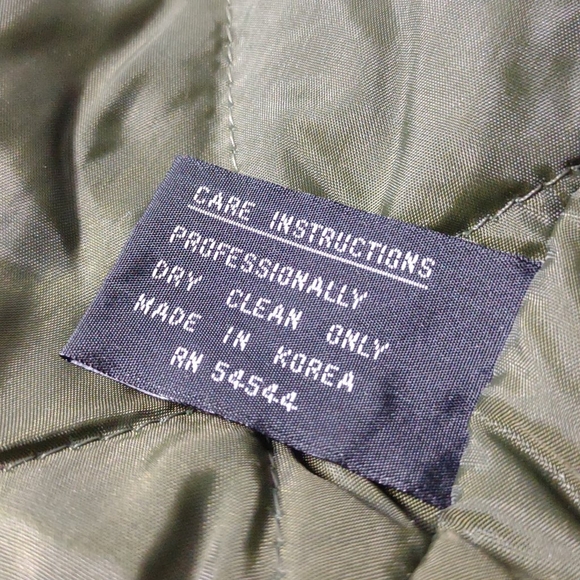 CARE INSTRUCTIONS
PROFESSIONALLY
DRY CLEAN ONLY
MADE IN KOREA
RN 54544